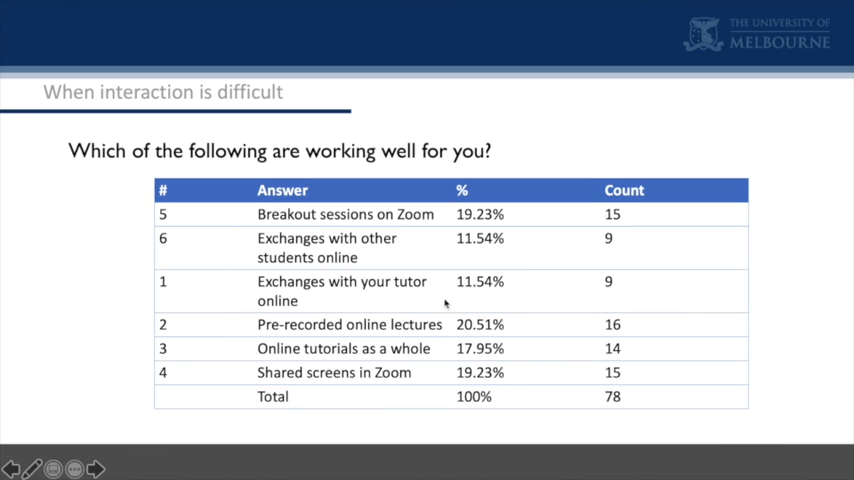 THE UNIVERSITY OF
MELBOURNE
When interaction is difficult
Which of the following are working well for you?
# Answer % Count
5 Breakout sessions on Zoom 19.23% 15
6 Exchanges with other 11.54% 9
students online
1 Exchanges with your tutor 11.54% 9
online
2 Pre-recorded online lectures 20.51% 16
3 Online tutorials as a whole 17.95% 14
4 Shared screens in Zoom 19.23% 15
Total 100% 78